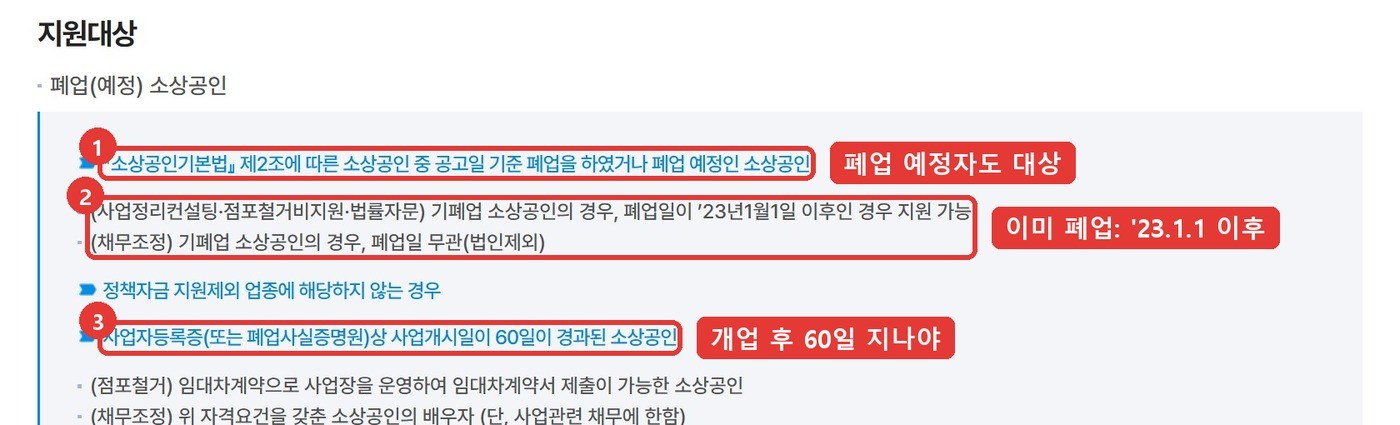 지원대상
폐업(예정) 소상공인
1
『소상공인기본법』 제2조에 따른 소상공인 중 공고일 기준 폐업을 하였거나 폐업 예정인 소상공인
폐업 예정자도 대상
2
(사업정리컨설팅·점포철거비지원·법률자문) 기폐업 소상공인의 경우, 폐업일이 ’23년1월1일 이후인 경우 지원 가능
(채무조정) 기폐업 소상공인의 경우, 폐업일 무관(법인제외)
이미 폐업: '23.1.1 이후
정책자금 지원제외 업종에 해당하지 않는 경우
3
사업자등록증(또는 폐업사실증명원)상 사업개시일이 60일이 경과된 소상공인
개업 후 60일 지나야
(점포철거) 임대차계약으로 사업장을 운영하여 임대차계약서 제출이 가능한 소상공인
(채무조정) 위 자격요건을 갖춘 소상공인의 배우자 (단, 사업관련 채무에 한함)